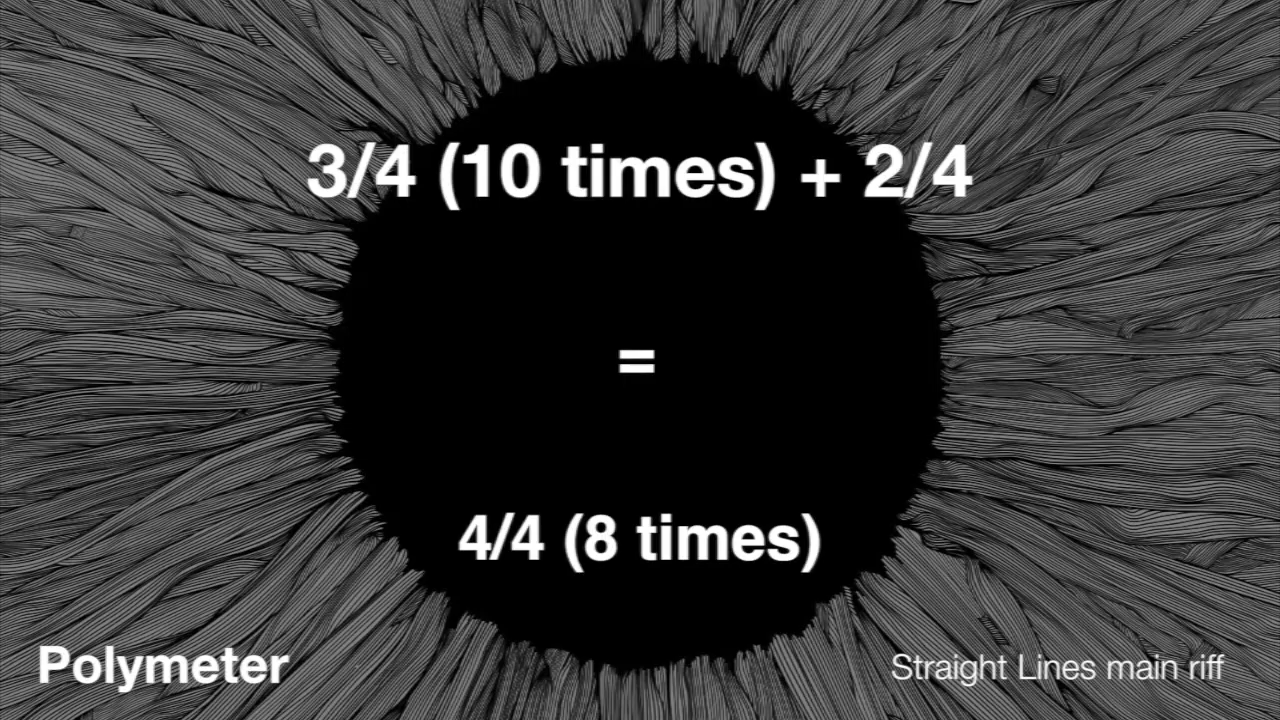 3/4 (10 times) + 2/4
=
4/4 (8 times)
Polymeter
Straight Lines main riff